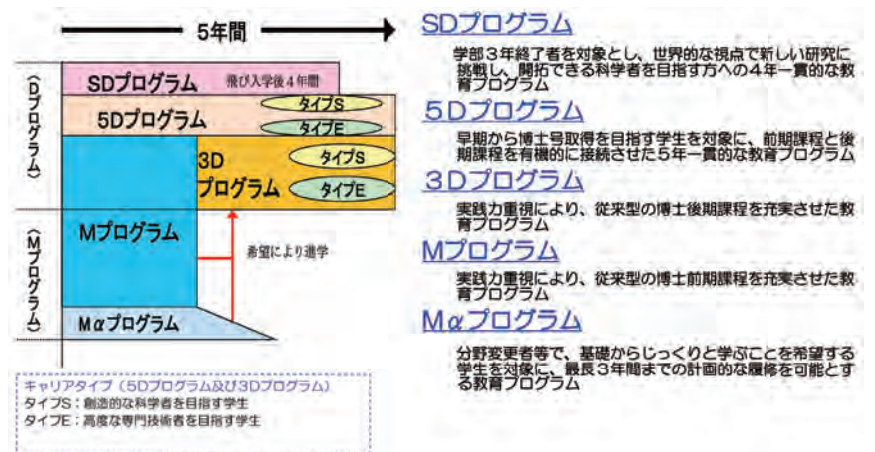 5年間
SDプログラム 飛び入学後4年間
5Dプログラム
タイプS
タイプE
3D
プログラム
タイプS
タイプE
Mプログラム
希望により進学
Mαプログラム
(Dプログラム)
(Mプログラム)
キャリアタイプ(5Dプログラム及び3Dプログラム)
タイプS:創造的な科学者を目指す学生
タイプE:高度な専門技術者を目指す学生
SDプログラム
学部3年終了者を対象とし、世界的な視点で新しい研究に
挑戦し、開拓できる科学者を目指す方への4年一貫的な教
育プログラム
5Dプログラム
早期から博士号取得を目指す学生を対象に、前期課程と後
期課程を有機的に接続させた5年一貫的な教育プログラム
3Dプログラム
実践力重視により、従来型の博士後期課程を充実させた教
育プログラム
Mプログラム
実践力重視により、従来型の博士前期課程を充実させた教
育プログラム
Mαプログラム
分野変更者等で、基礎からじっくりと学ぶことを希望する
学生を対象に、最長3年間までの計画的な履修を可能とす
る教育プログラム